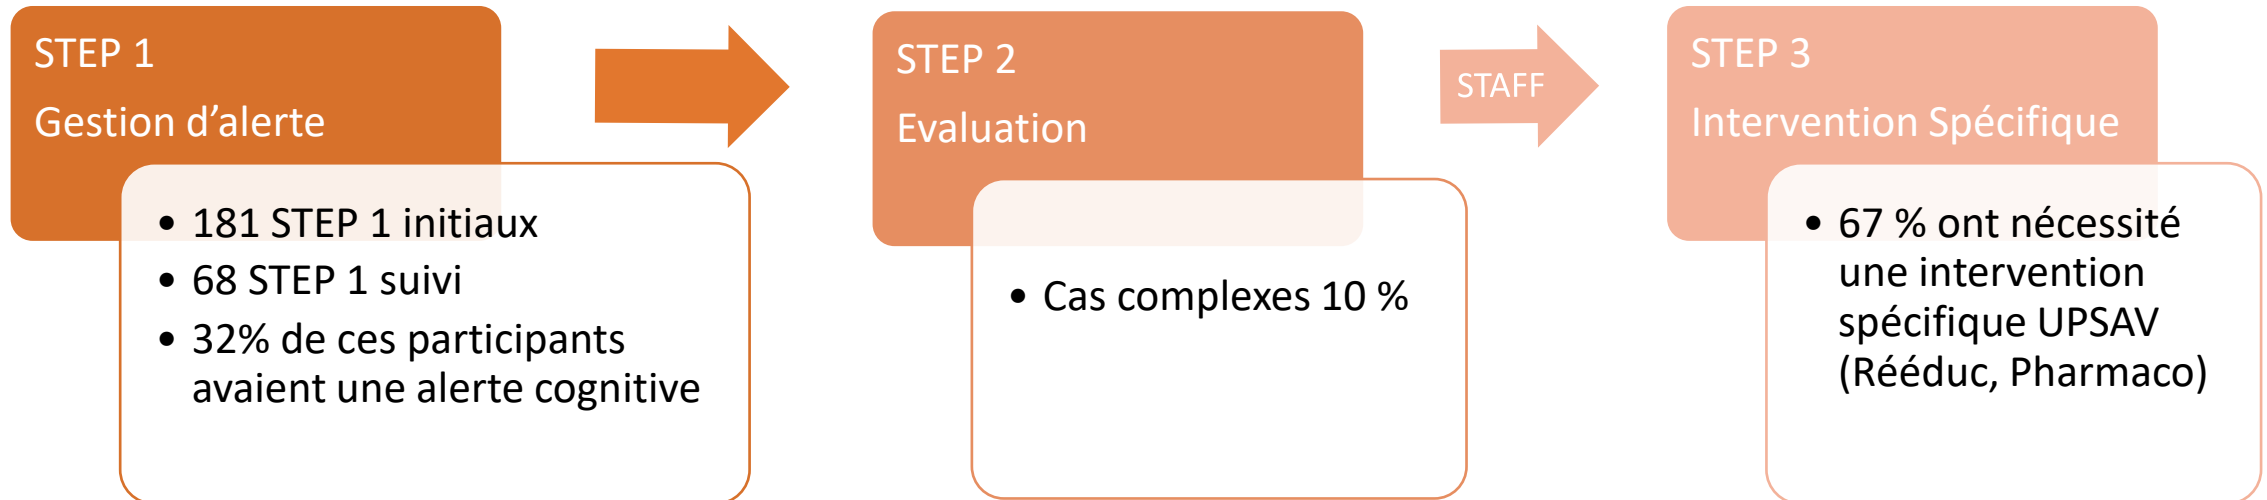 STEP 1
Gestion d’alerte
• 181 STEP 1 initiaux
• 68 STEP 1 suivi
• 32% de ces participants
avaient une alerte cognitive
STEP 2
Evaluation
• Cas complexes 10 %
STAFF
STEP 3
Intervention Spécifique
• 67 % ont nécessité
une intervention
spécifique UPSAV
(Rééduc, Pharmaco)